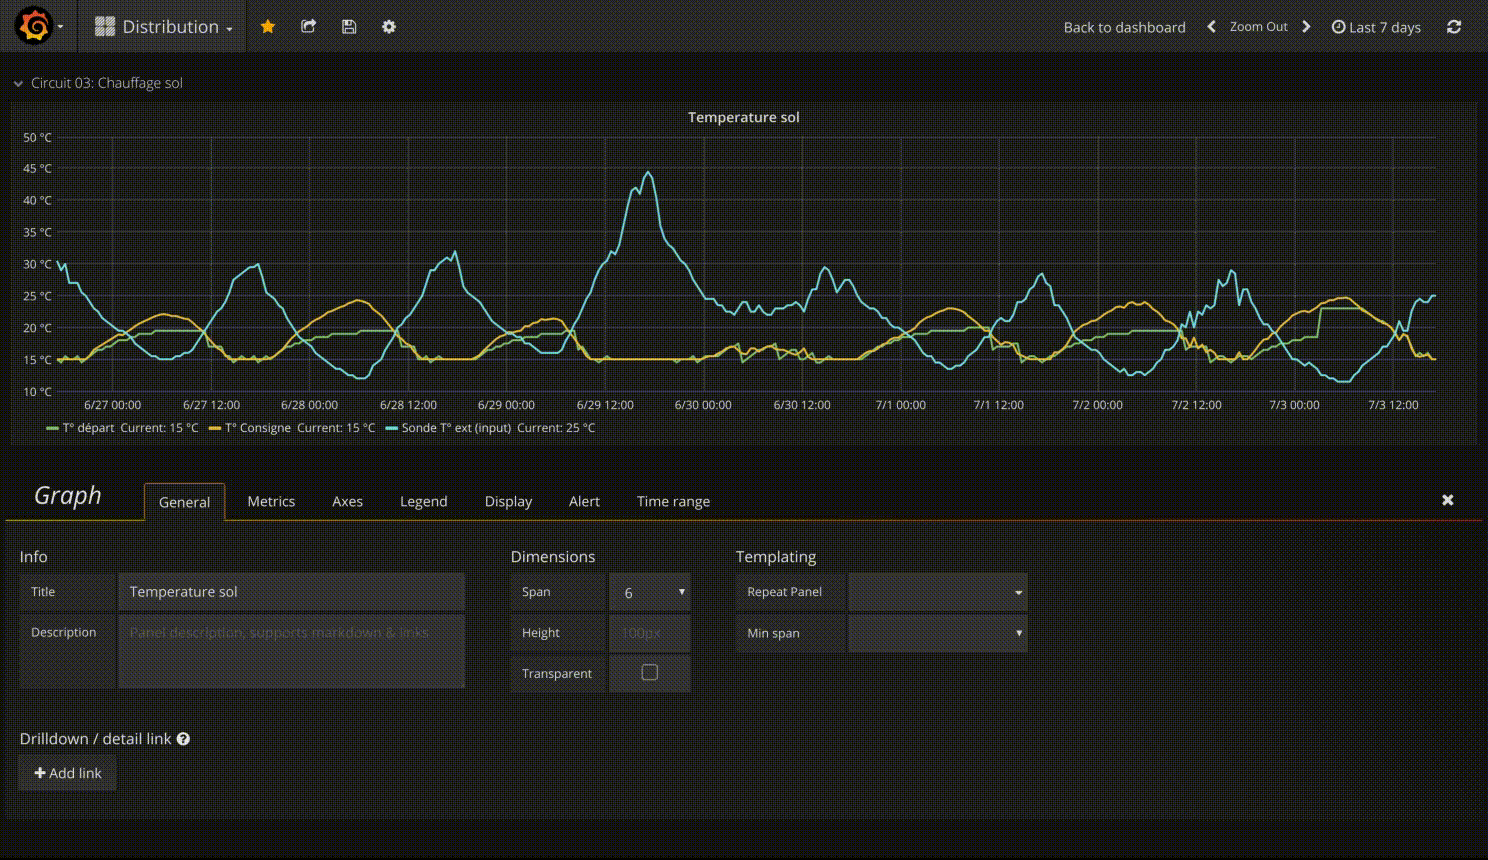 Distribution
Back to dashboard Zoom Out Last 7 days
Circuit 03: Chauffage sol
Temperature sol
50 °C
45 °C
40 °C
35 °C
30 °C
25 °C
20 °C
15 °C
10 °C
6/27 00:00 6/27 12:00 6/28 00:00 6/28 12:00 6/29 00:00 6/29 12:00 6/30 00:00 6/30 12:00 7/1 00:00 7/1 12:00 7/2 00:00 7/2 12:00 7/3 00:00 7/3 12:00
T° départ Current: 15 °C T° Consigne Current: 15 °C Sonde T° ext (input) Current: 25 °C
Graph General Metrics Axes Legend Display Alert Time range
Info Dimensions Templating
Title Temperature sol Span 6 Repeat Panel
Description Panel description, supports markdown & links Height 100px Min span
Transparent
Drilldown / detail link
Add link